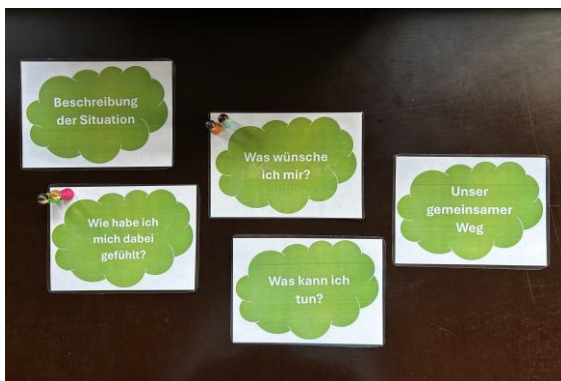 Beschreibung
der Situation
Wie habe ich
mich dabei
gefühlt?
Was wünsche
ich mir?
Was kann ich
tun?
Unser
gemeinsamer
Weg